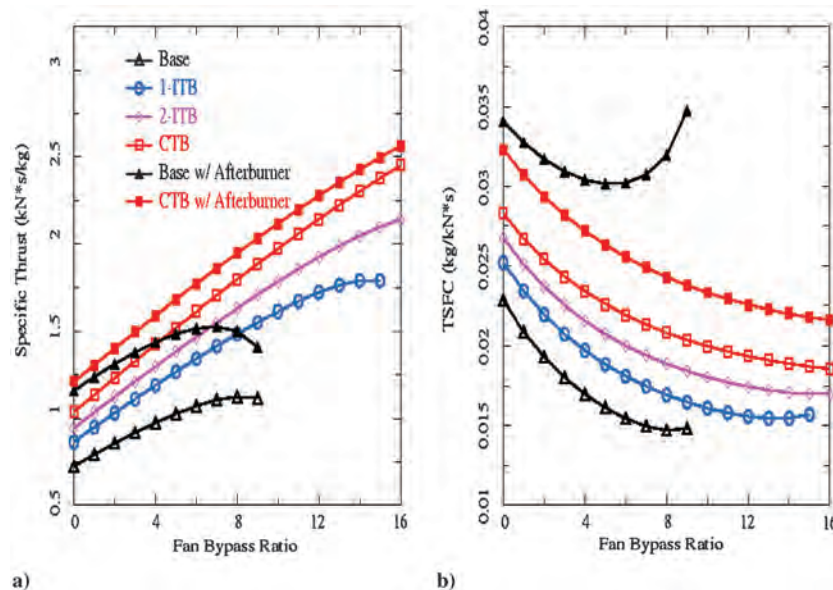 Specific Thrust (kN*s/kg)
3
2.5
2
1.5
1
0.5
Base
1-ITB
2-ITB
CTB
Base w/ Afterburner
CTB w/ Afterburner
0 4 8 12 16
Fan Bypass Ratio
a)
TSFC (kg/kN*s)
0.04
0.035
0.03
0.025
0.02
0.015
0.01
0 4 8 12 16
Fan Bypass Ratio
b)